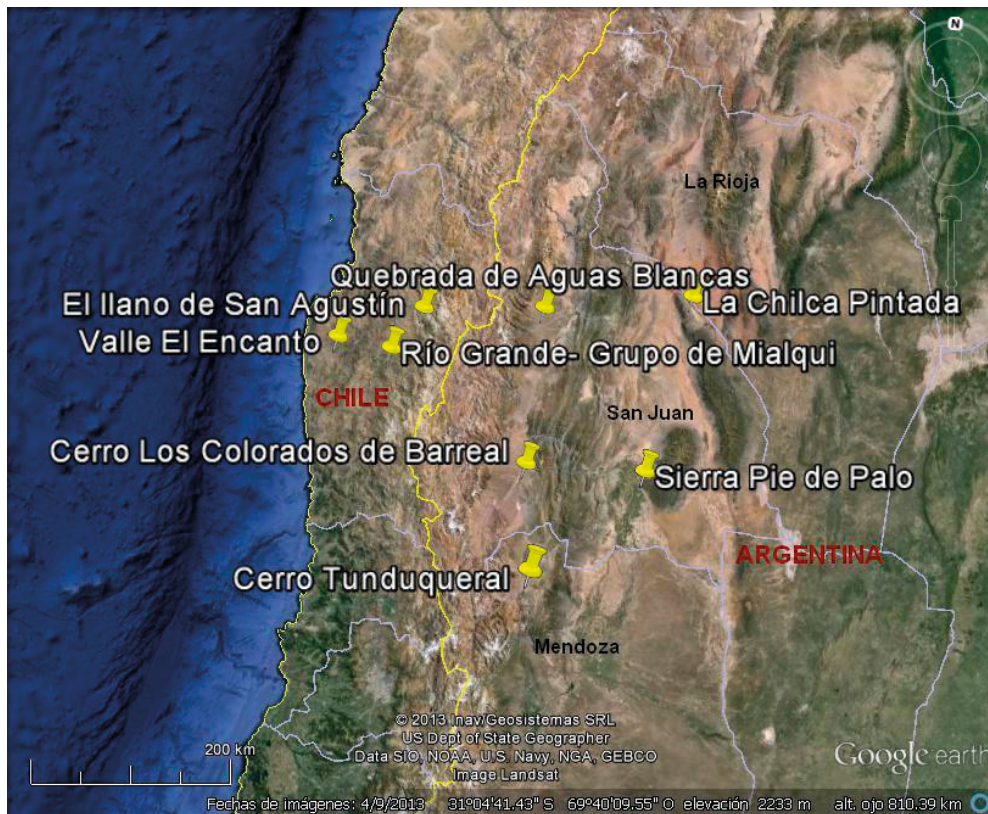 N
La Rioja
Quebrada de Aguas Blancas
El llano de San Agustín
La Chilca Pintada
Valle El Encanto
Río Grande- Grupo de Mialqui
CHILE
San Juan
Cerro Los Colorados de Barreal
Sierra Pie de Palo
ARGENTINA
Cerro Tunduqueral
Mendoza
© 2013 Inav/Geosistemas SRL
US Dept of State Geographer
Data SIO, NOAA, U.S. Navy, NGA, GEBCO
Image Landsat
200 km
Google earth
Fechas de imágenes: 4/9/2013 31°04'41.43" S 69°40'09.55" O elevación 2233 m alt. ojo 810.39 km